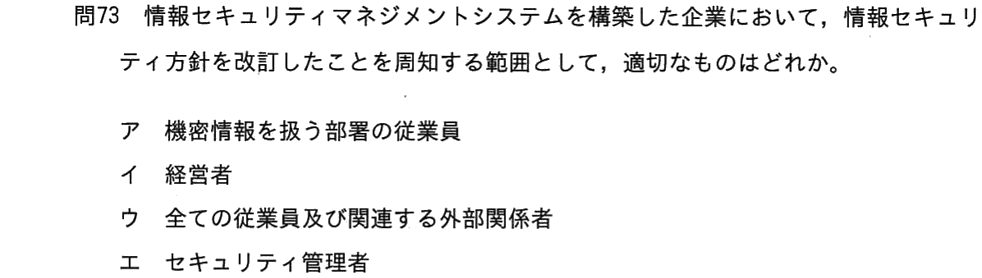 問73　情報セキュリティマネジメントシステムを構築した企業において，情報セキュリ
ティ方針を改訂したことを周知する範囲として，適切なものはどれか。
ア　機密情報を扱う部署の従業員
イ　経営者
ウ　全ての従業員及び関連する外部関係者
エ　セキュリティ管理者